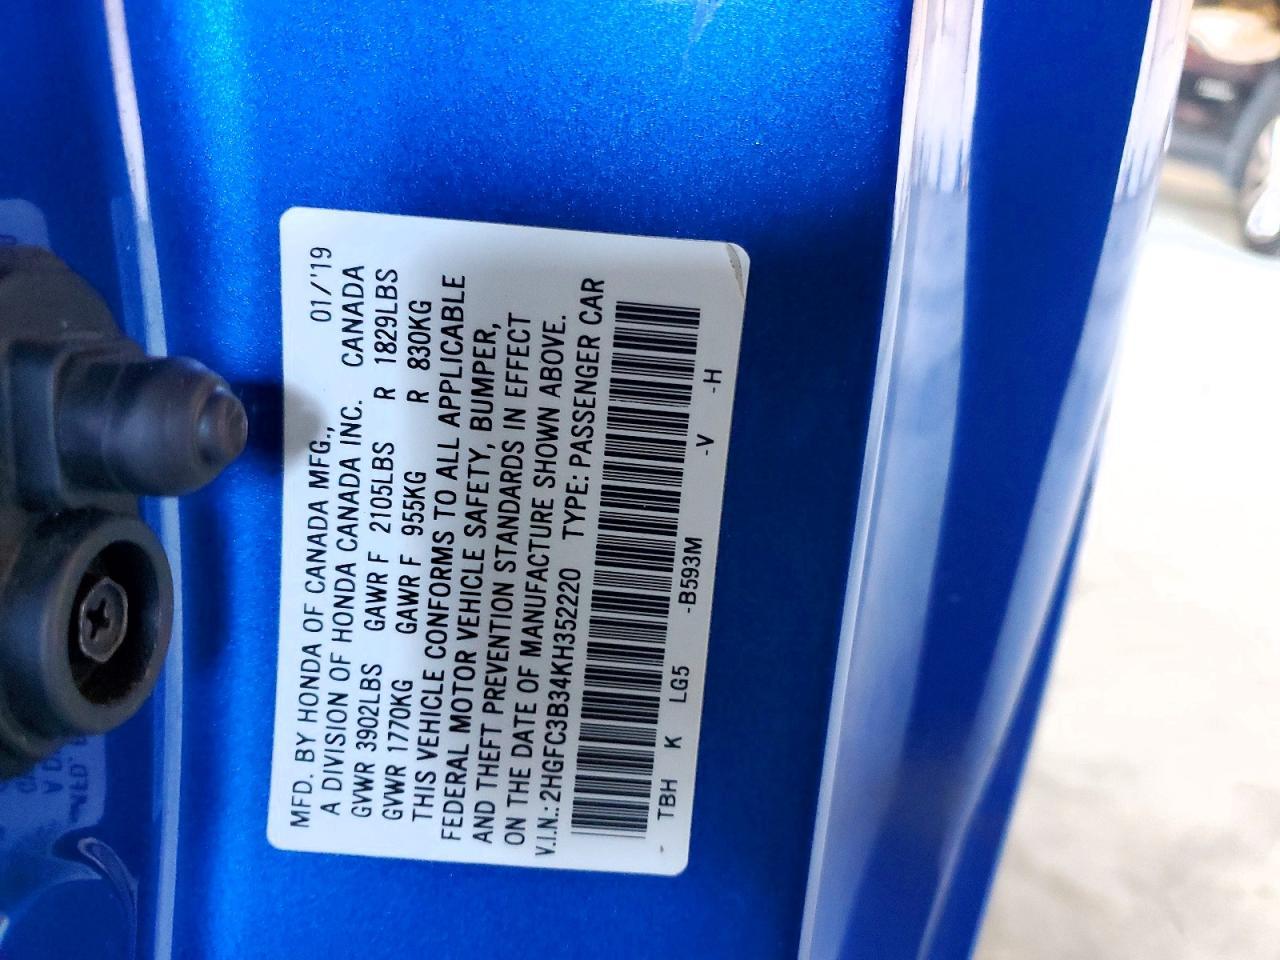 MFD. BY HONDA OF CANADA MFG., 01/'19
A DIVISION OF HONDA CANADA INC. CANADA
GVWR 3902LBS GAWR F 2105LBS R 1829LBS
GVWR 1770KG GAWR F 955KG R 830KG
THIS VEHICLE CONFORMS TO ALL APPLICABLE
FEDERAL MOTOR VEHICLE SAFETY, BUMPER,
AND THEFT PREVENTION STANDARDS IN EFFECT
ON THE DATE OF MANUFACTURE SHOWN ABOVE.
V.I.N.: 2HGFC3B34KH352220 TYPE: PASSENGER CAR
- TBH K LG5 -B593M -V -H